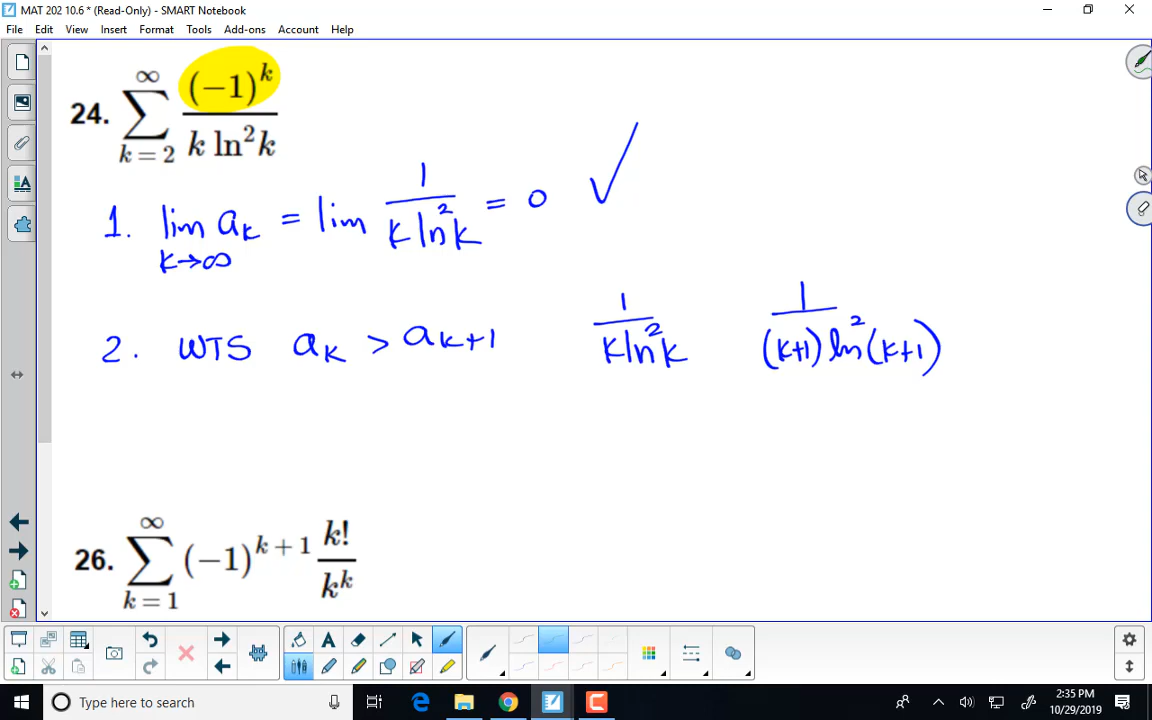 MAT 202 10.6 * (Read-Only) - SMART Notebook
File Edit View Insert Format Tools Add-ons Account Help
24. ∑_{k = 2}^{∞} (−1)^k / (k ln²k)
1. lim_{k→∞} a_k = lim 1 / (k ln²k) = 0 ✓
2. WTS a_k > a_{k+1} 1 / (k ln²k) 1 / ((k+1) ln²(k+1))
26. ∑_{k = 1}^{∞} (−1)^{k + 1} k! / k^k
Type here to search
2:35 PM
10/29/2019